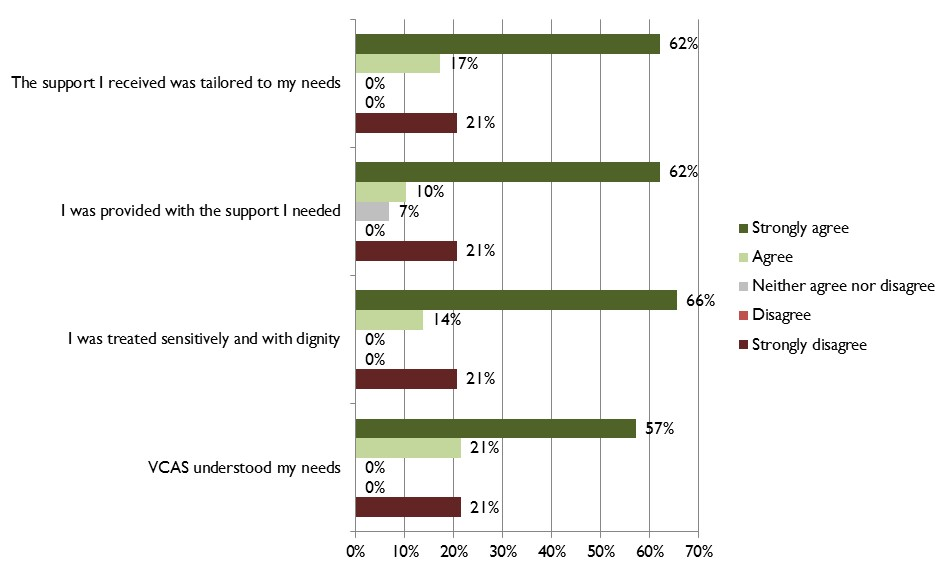 62%
17%
The support I received was tailored to my needs
0%
0%
21%
62%
10%
I was provided with the support I needed
7%
0%
21%
66%
14%
I was treated sensitively and with dignity
0%
0%
21%
57%
21%
VCAS understood my needs
0%
0%
21%
0% 10% 20% 30% 40% 50% 60% 70%
Strongly agree
Agree
Neither agree nor disagree
Disagree
Strongly disagree